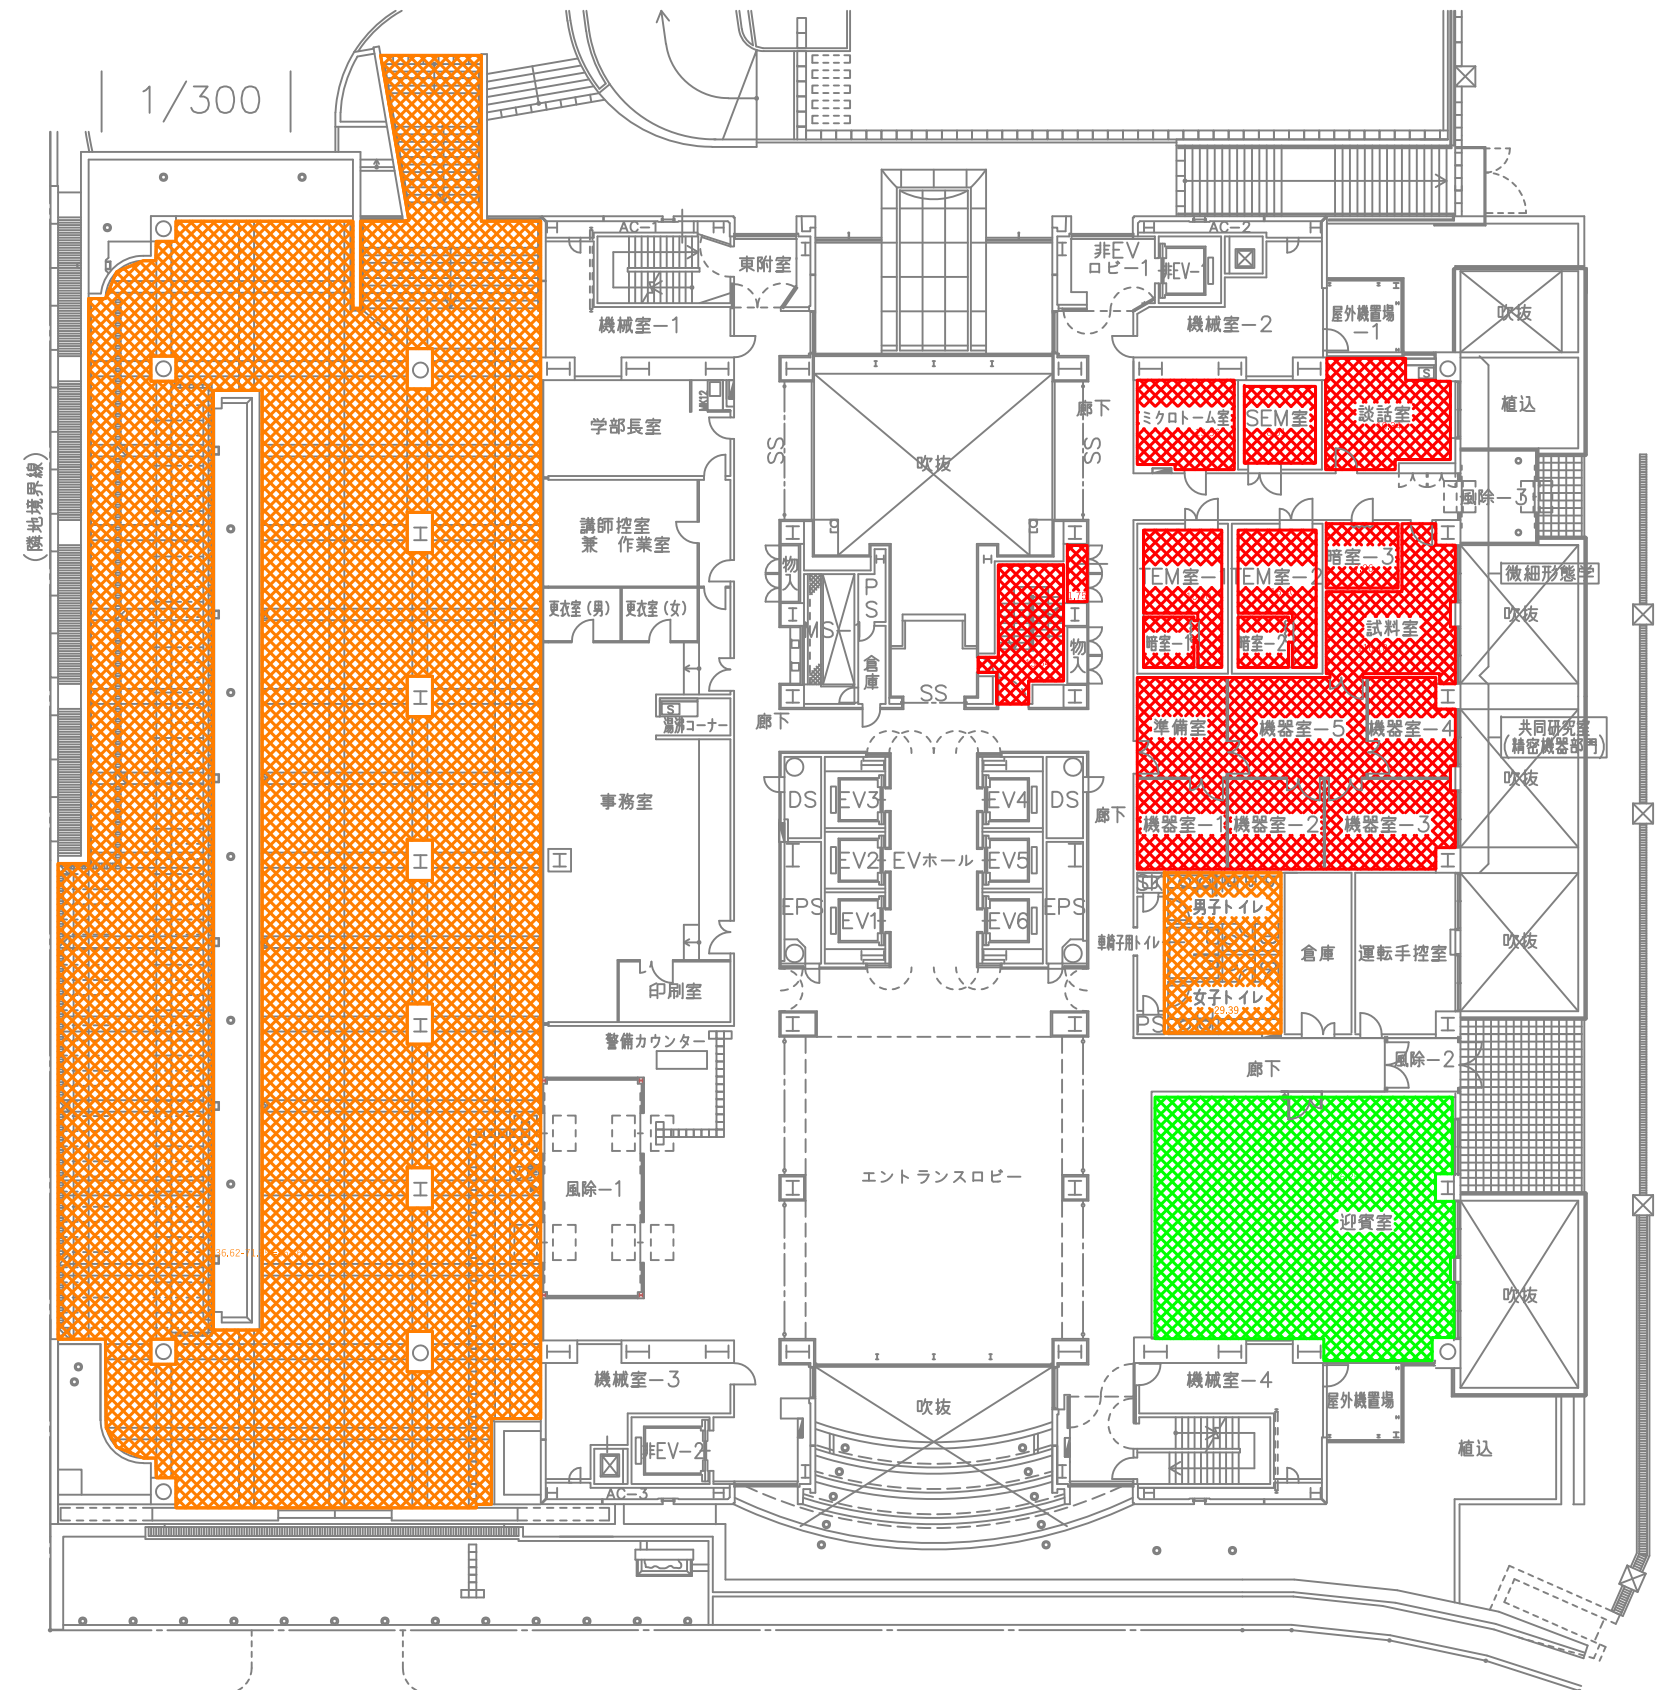 1/300
AC-1
AC-2
東附室
非EV
ロビー1
非EV-1
機械室-1
機械室-2
屋外機置場
-1
吹抜
S
植込
MK12
学部長室
廊下
ミクロトーム室
SEM室
談話室
SS
SS
吹抜
風除-3
(隣地境界線)
講師控室
兼 作業室
物入
PS
TEM室-1
TEM室-2
暗室-3
微細形態学
更衣室(男)
更衣室(女)
MS-1
吹抜
試料室
暗室-1
暗室-2
物入
倉庫
SS
S
湯沸コーナー
廊下
準備室
機器室-5
機器室-4
共同研究室
(精密機器部門)
吹抜
事務室
DS
EV3
EV4
DS
廊下
機器室-1
機器室-2
機器室-3
EV2
EVホール
EV5
SK
EPS
EV1
EV6
EPS
男子トイレ
車椅子用トイレ
倉庫
運転手控室
吹抜
印刷室
女子トイレ
29.39
PS
警備カウンター
廊下
風除-2
風除-1
エントランスロビー
迎賓室
吹抜
機械室-3
機械室-4
屋外機置場
吹抜
非EV-2
植込
AC-3